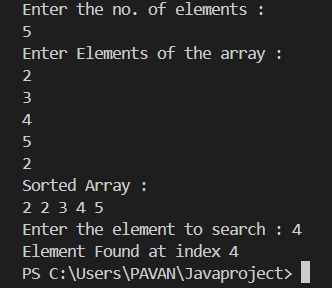 Enter the no. of elements :
5
Enter Elements of the array :
2
3
4
5
2
Sorted Array :
2 2 3 4 5
Enter the element to search : 4
Element Found at index 4
PS C:\Users\PAVAN\Javaproject>